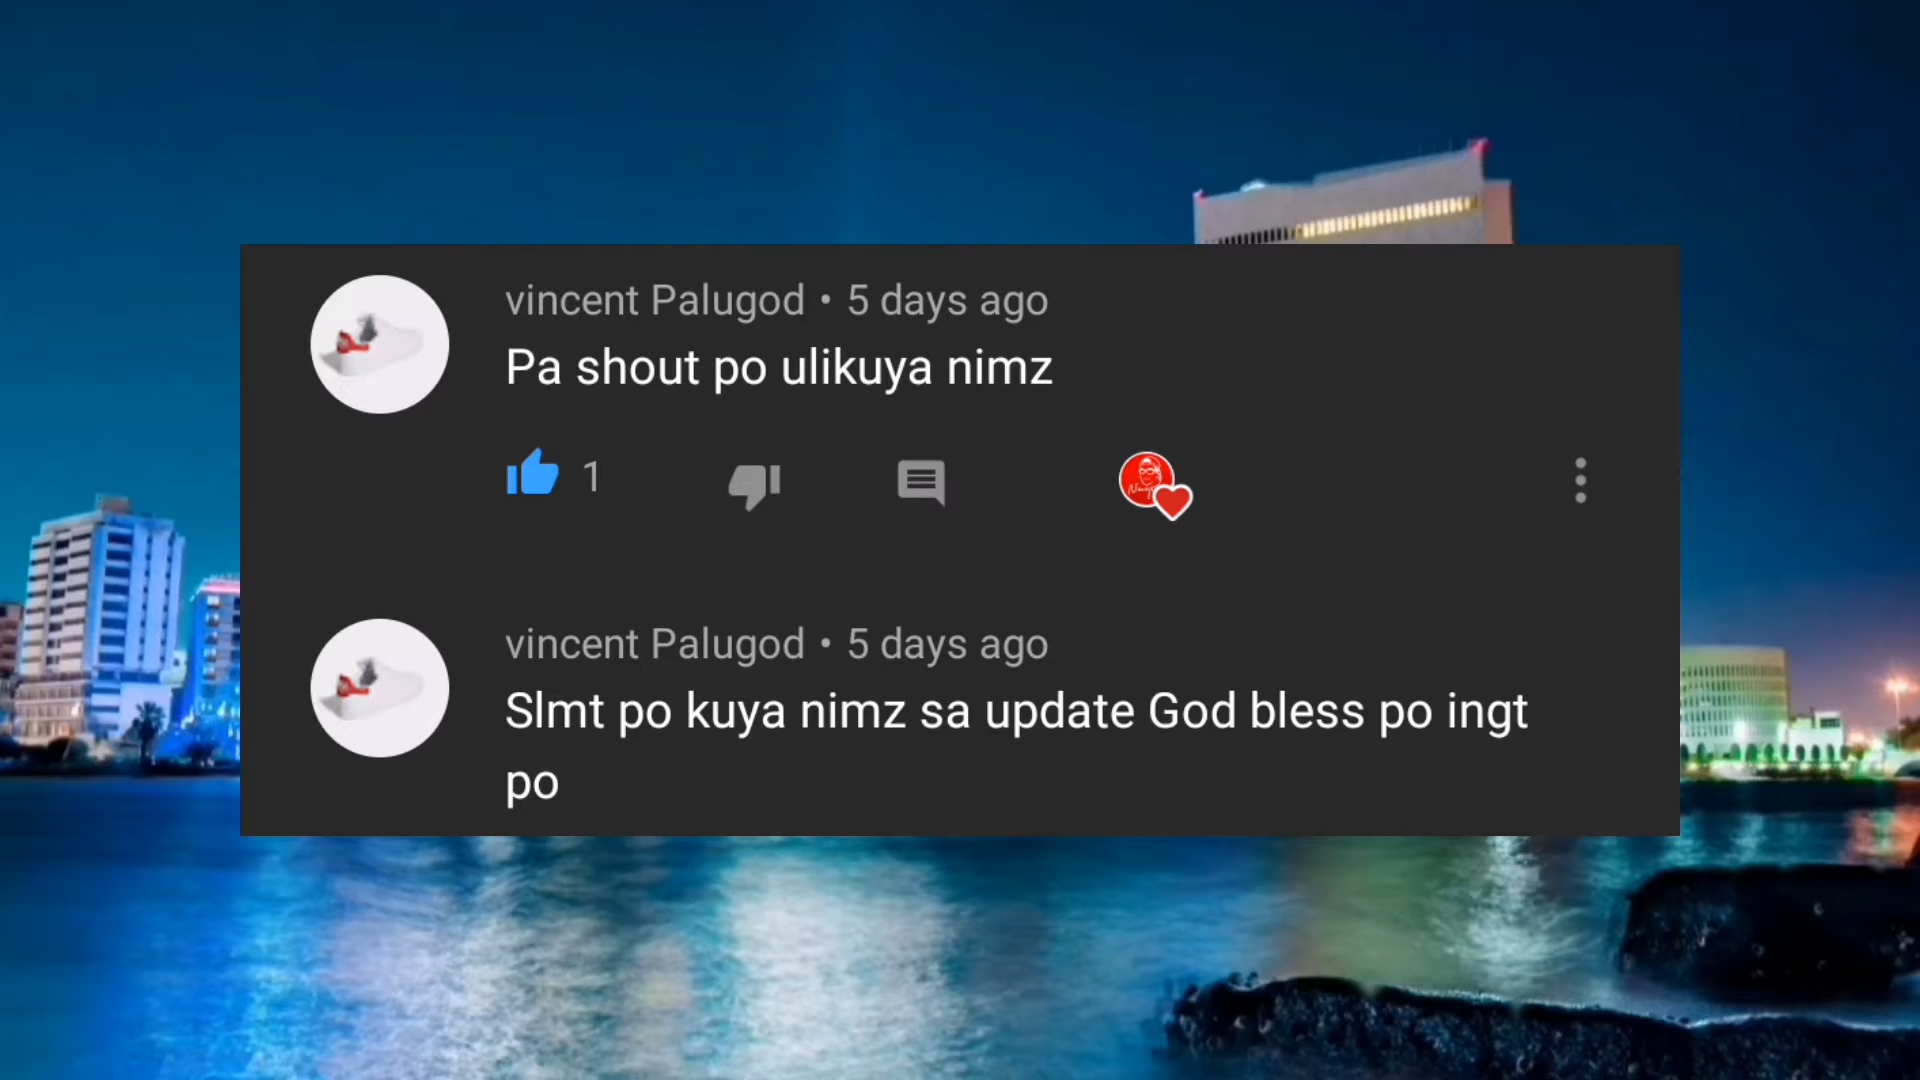 vincent Palugod • 5 days ago
Pa shout po ulikuya nimz
1
vincent Palugod • 5 days ago
Slmt po kuya nimz sa update God bless po ingt
po